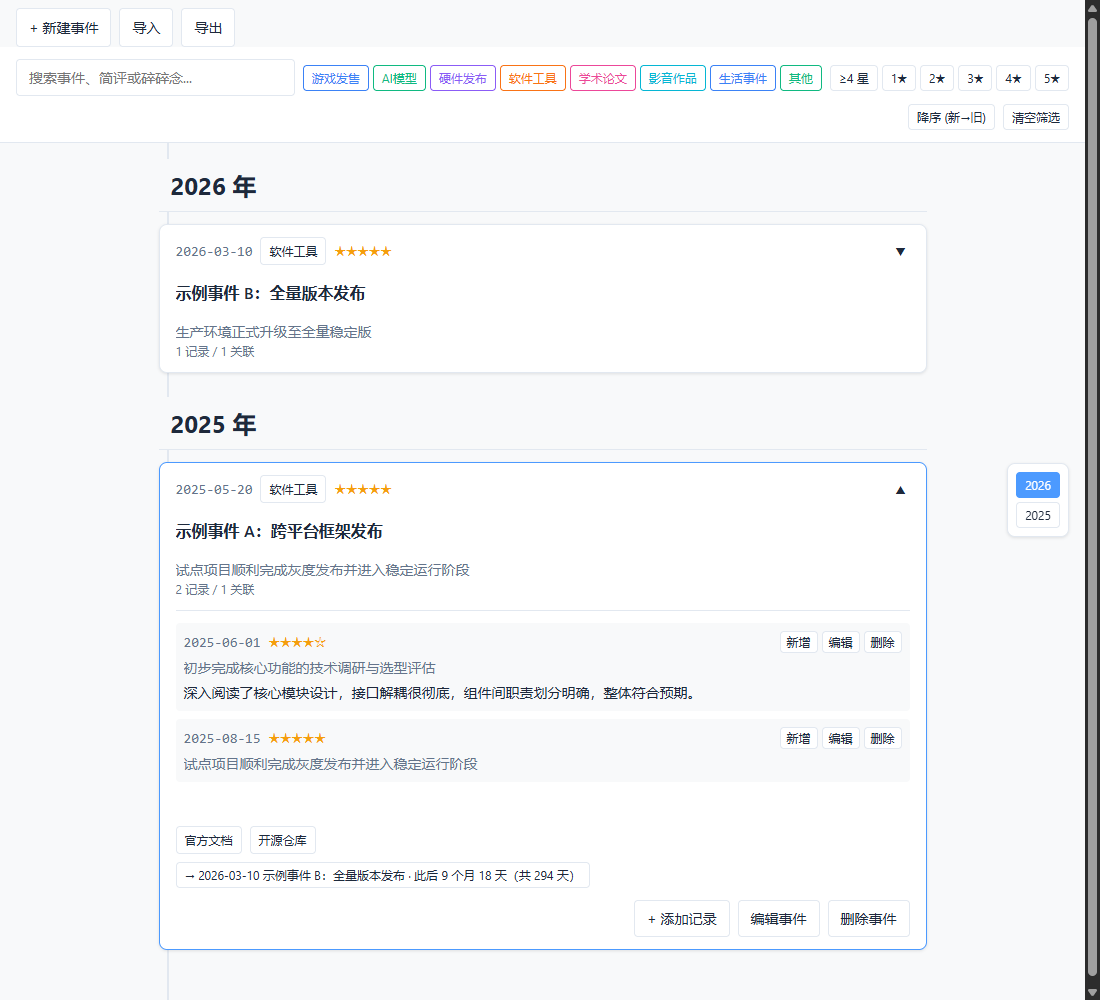 + 新建事件 导入 导出
搜索事件、简评或碎碎念... 游戏发售 AI模型 硬件发布 软件工具 学术论文 影音作品 生活事件 其他 ≥4 星 1★ 2★ 3★ 4★ 5★
降序 (新→旧) 清空筛选
2026 年
2026-03-10 软件工具 ★★★★★ ▼
示例事件 B：全量版本发布
生产环境正式升级至全量稳定版
1 记录 / 1 关联
2025 年
2025-05-20 软件工具 ★★★★★ ▲
示例事件 A：跨平台框架发布
试点项目顺利完成灰度发布并进入稳定运行阶段
2 记录 / 1 关联
2025-06-01 ★★★★☆ 新增 编辑 删除
初步完成核心功能的技术调研与选型评估
深入阅读了核心模块设计，接口解耦很彻底，组件间职责划分明确，整体符合预期。
2025-08-15 ★★★★★ 新增 编辑 删除
试点项目顺利完成灰度发布并进入稳定运行阶段
官方文档 开源仓库
→ 2026-03-10 示例事件 B：全量版本发布 · 此后 9 个月 18 天（共 294 天）
+ 添加记录 编辑事件 删除事件
2026
2025